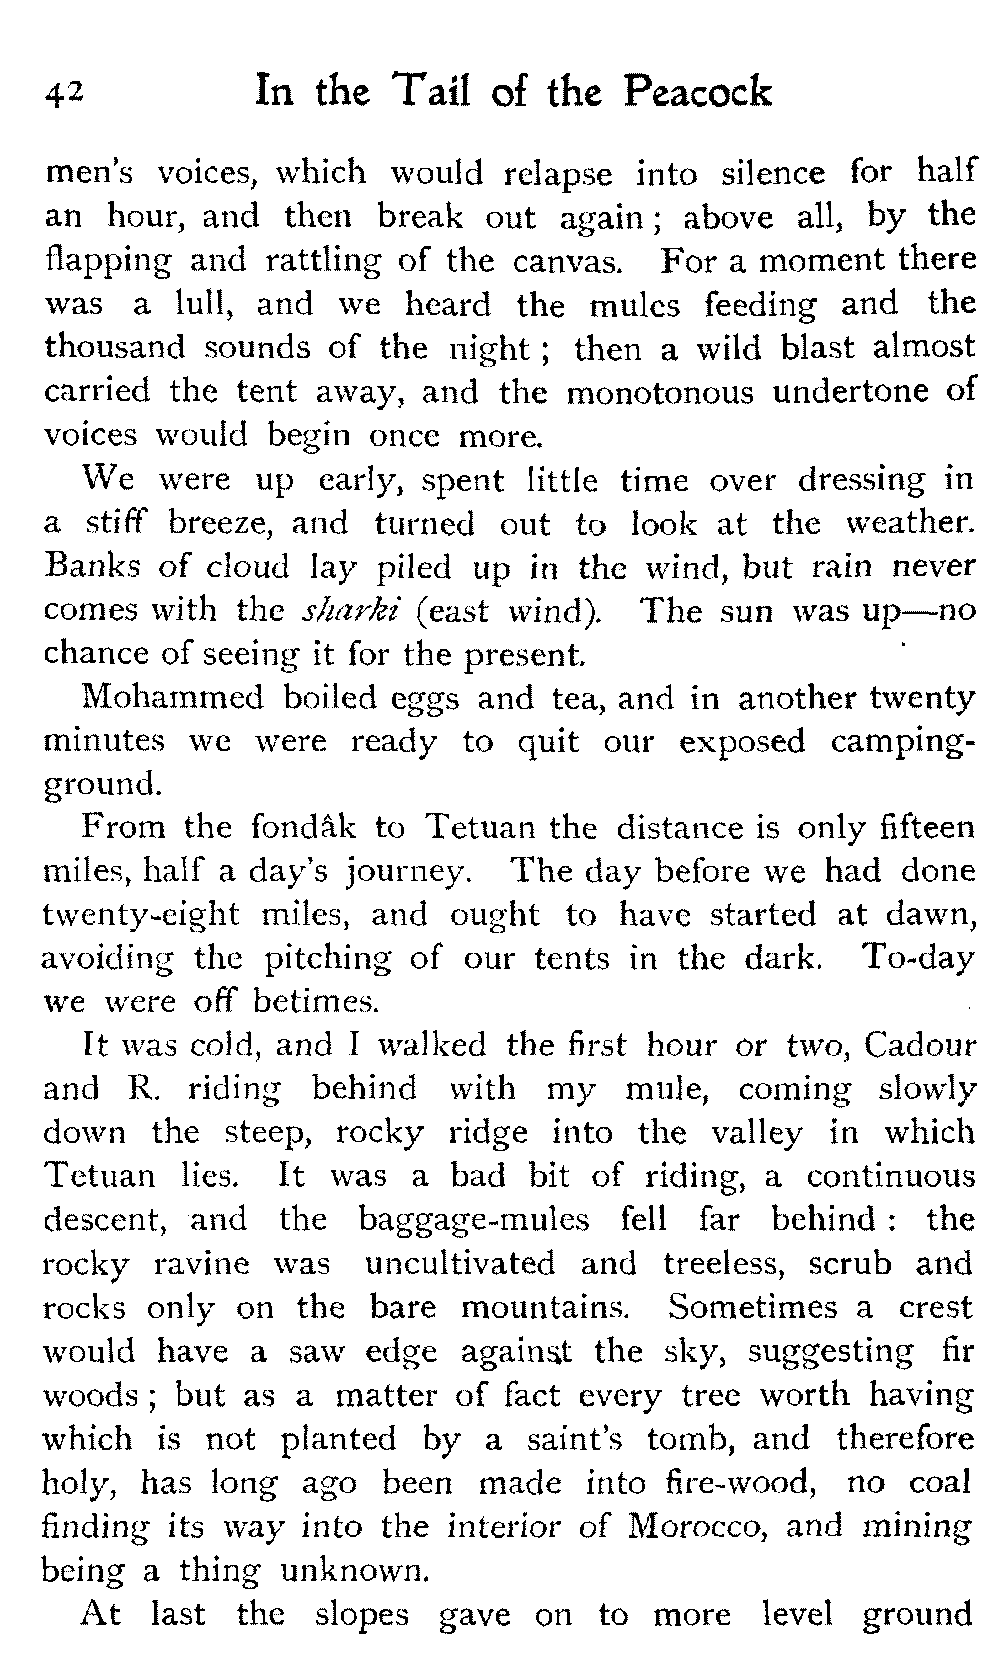 42 In the Tail of the Peacock
men's voices, which would relapse into silence for half
an hour, and then break out again ; above all, by the
flapping and rattling of the canvas. For a moment there
was a lull, and we heard the mules feeding and the
thousand sounds of the night ; then a wild blast almost
carried the tent away, and the monotonous undertone of
voices would begin once more.
We were up early, spent little time over dressing in
a stiff breeze, and turned out to look at the weather.
Banks of cloud lay piled up in the wind, but rain never
comes with the sharki (east wind). The sun was up—no
chance of seeing it for the present.
Mohammed boiled eggs and tea, and in another twenty
minutes we were ready to quit our exposed camping-
ground.
From the fondâk to Tetuan the distance is only fifteen
miles, half a day's journey. The day before we had done
twenty-eight miles, and ought to have started at dawn,
avoiding the pitching of our tents in the dark. To-day
we were off betimes.
It was cold, and I walked the first hour or two, Cadour
and R. riding behind with my mule, coming slowly
down the steep, rocky ridge into the valley in which
Tetuan lies. It was a bad bit of riding, a continuous
descent, and the baggage-mules fell far behind : the
rocky ravine was uncultivated and treeless, scrub and
rocks only on the bare mountains. Sometimes a crest
would have a saw edge against the sky, suggesting fir
woods ; but as a matter of fact every tree worth having
which is not planted by a saint's tomb, and therefore
holy, has long ago been made into fire-wood, no coal
finding its way into the interior of Morocco, and mining
being a thing unknown.
At last the slopes gave on to more level ground